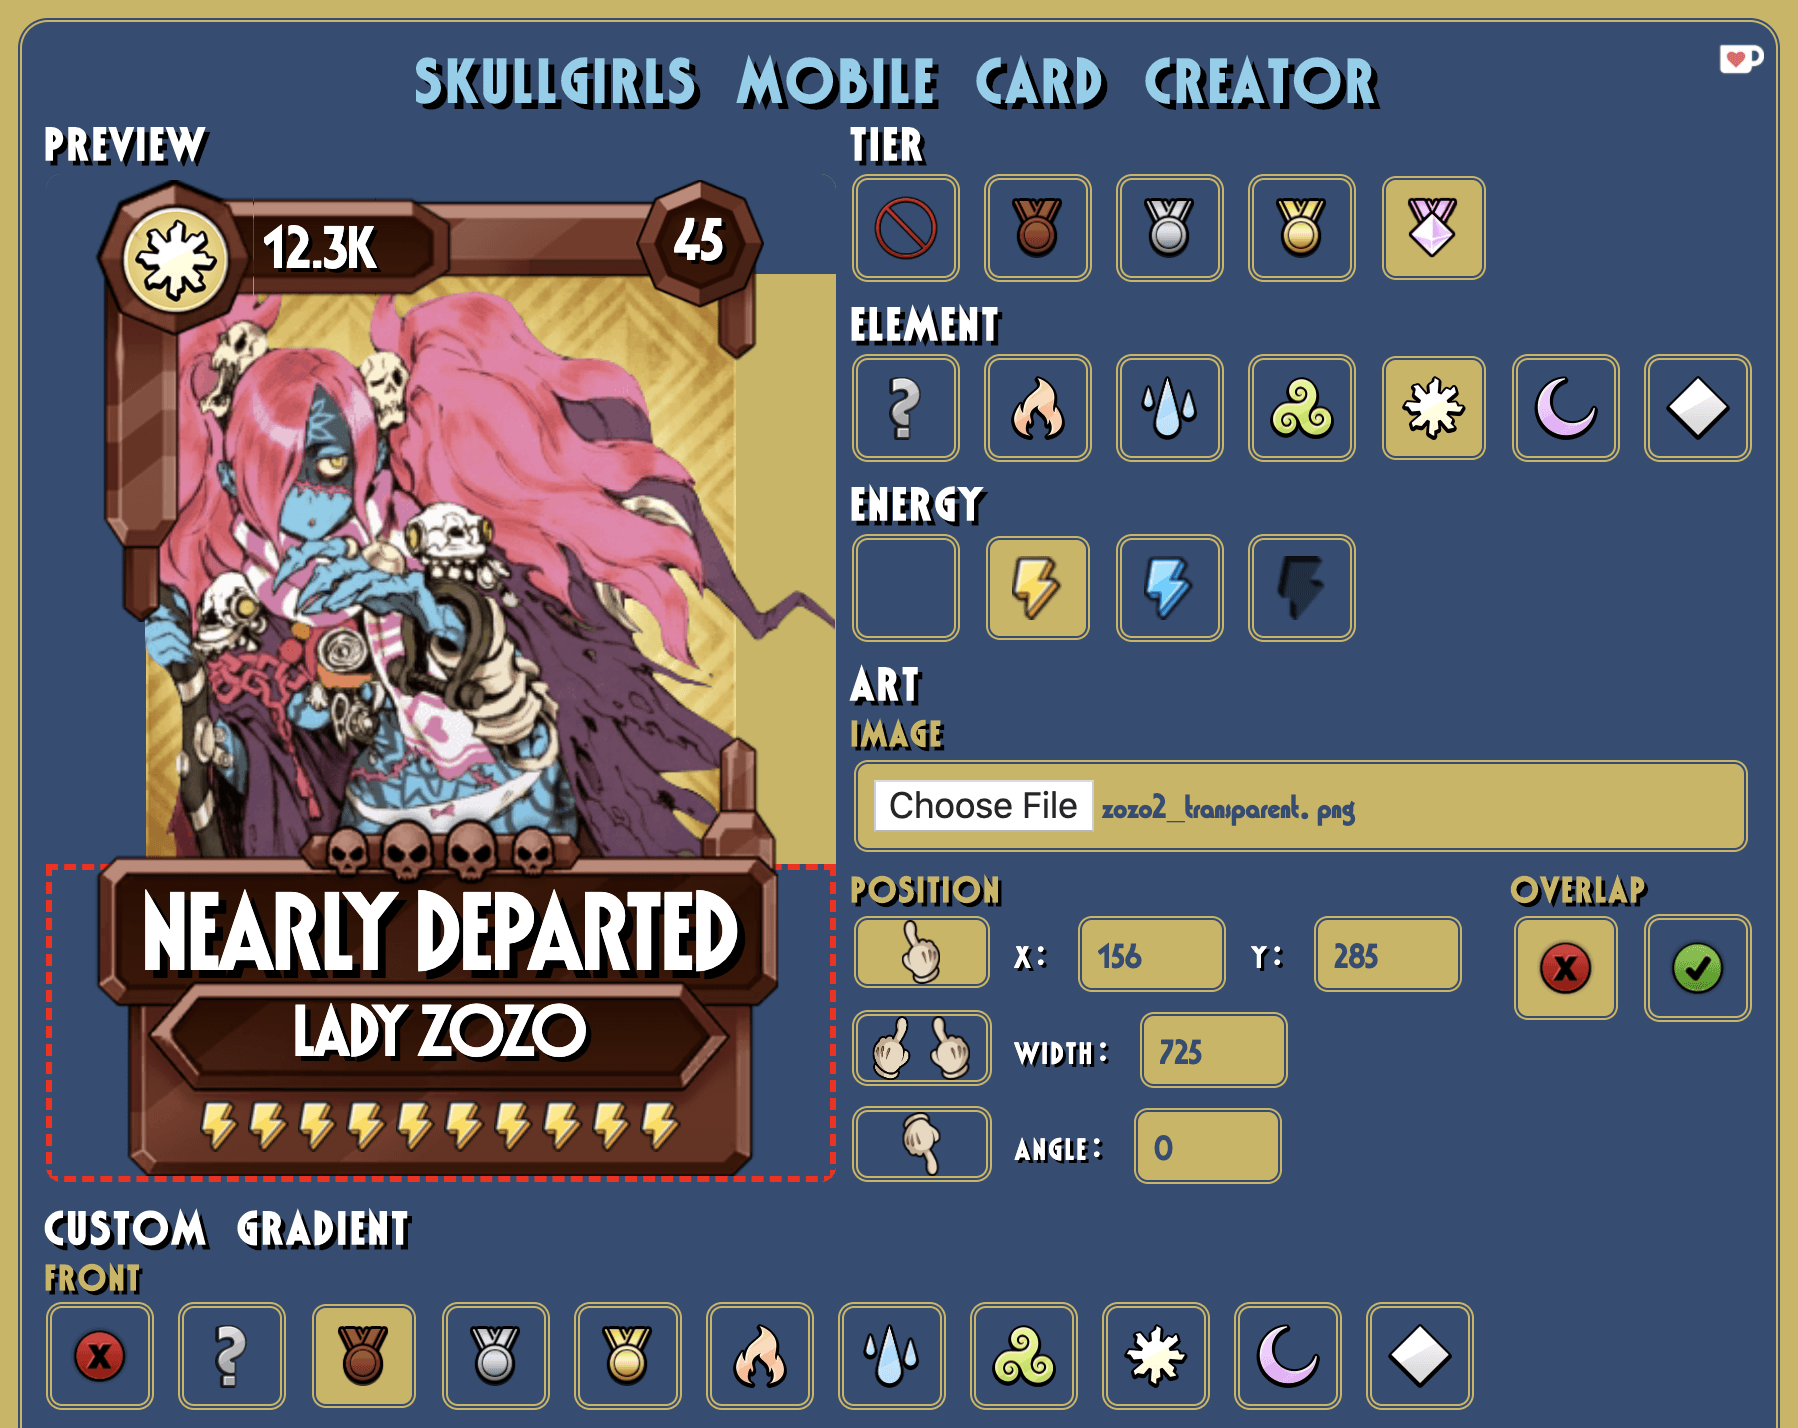 SKULLGIRLS MOBILE CARD CREATOR
PREVIEW
12.3K
45
NEARLY DEPARTED
LADY ZOZO
TIER
ELEMENT
?
ENERGY
ART
IMAGE
Choose File zozo2_transparent.png
POSITION
OVERLAP
X: 156 Y: 285
X
WIDTH: 725
ANGLE: 0
CUSTOM GRADIENT
FRONT
X ?